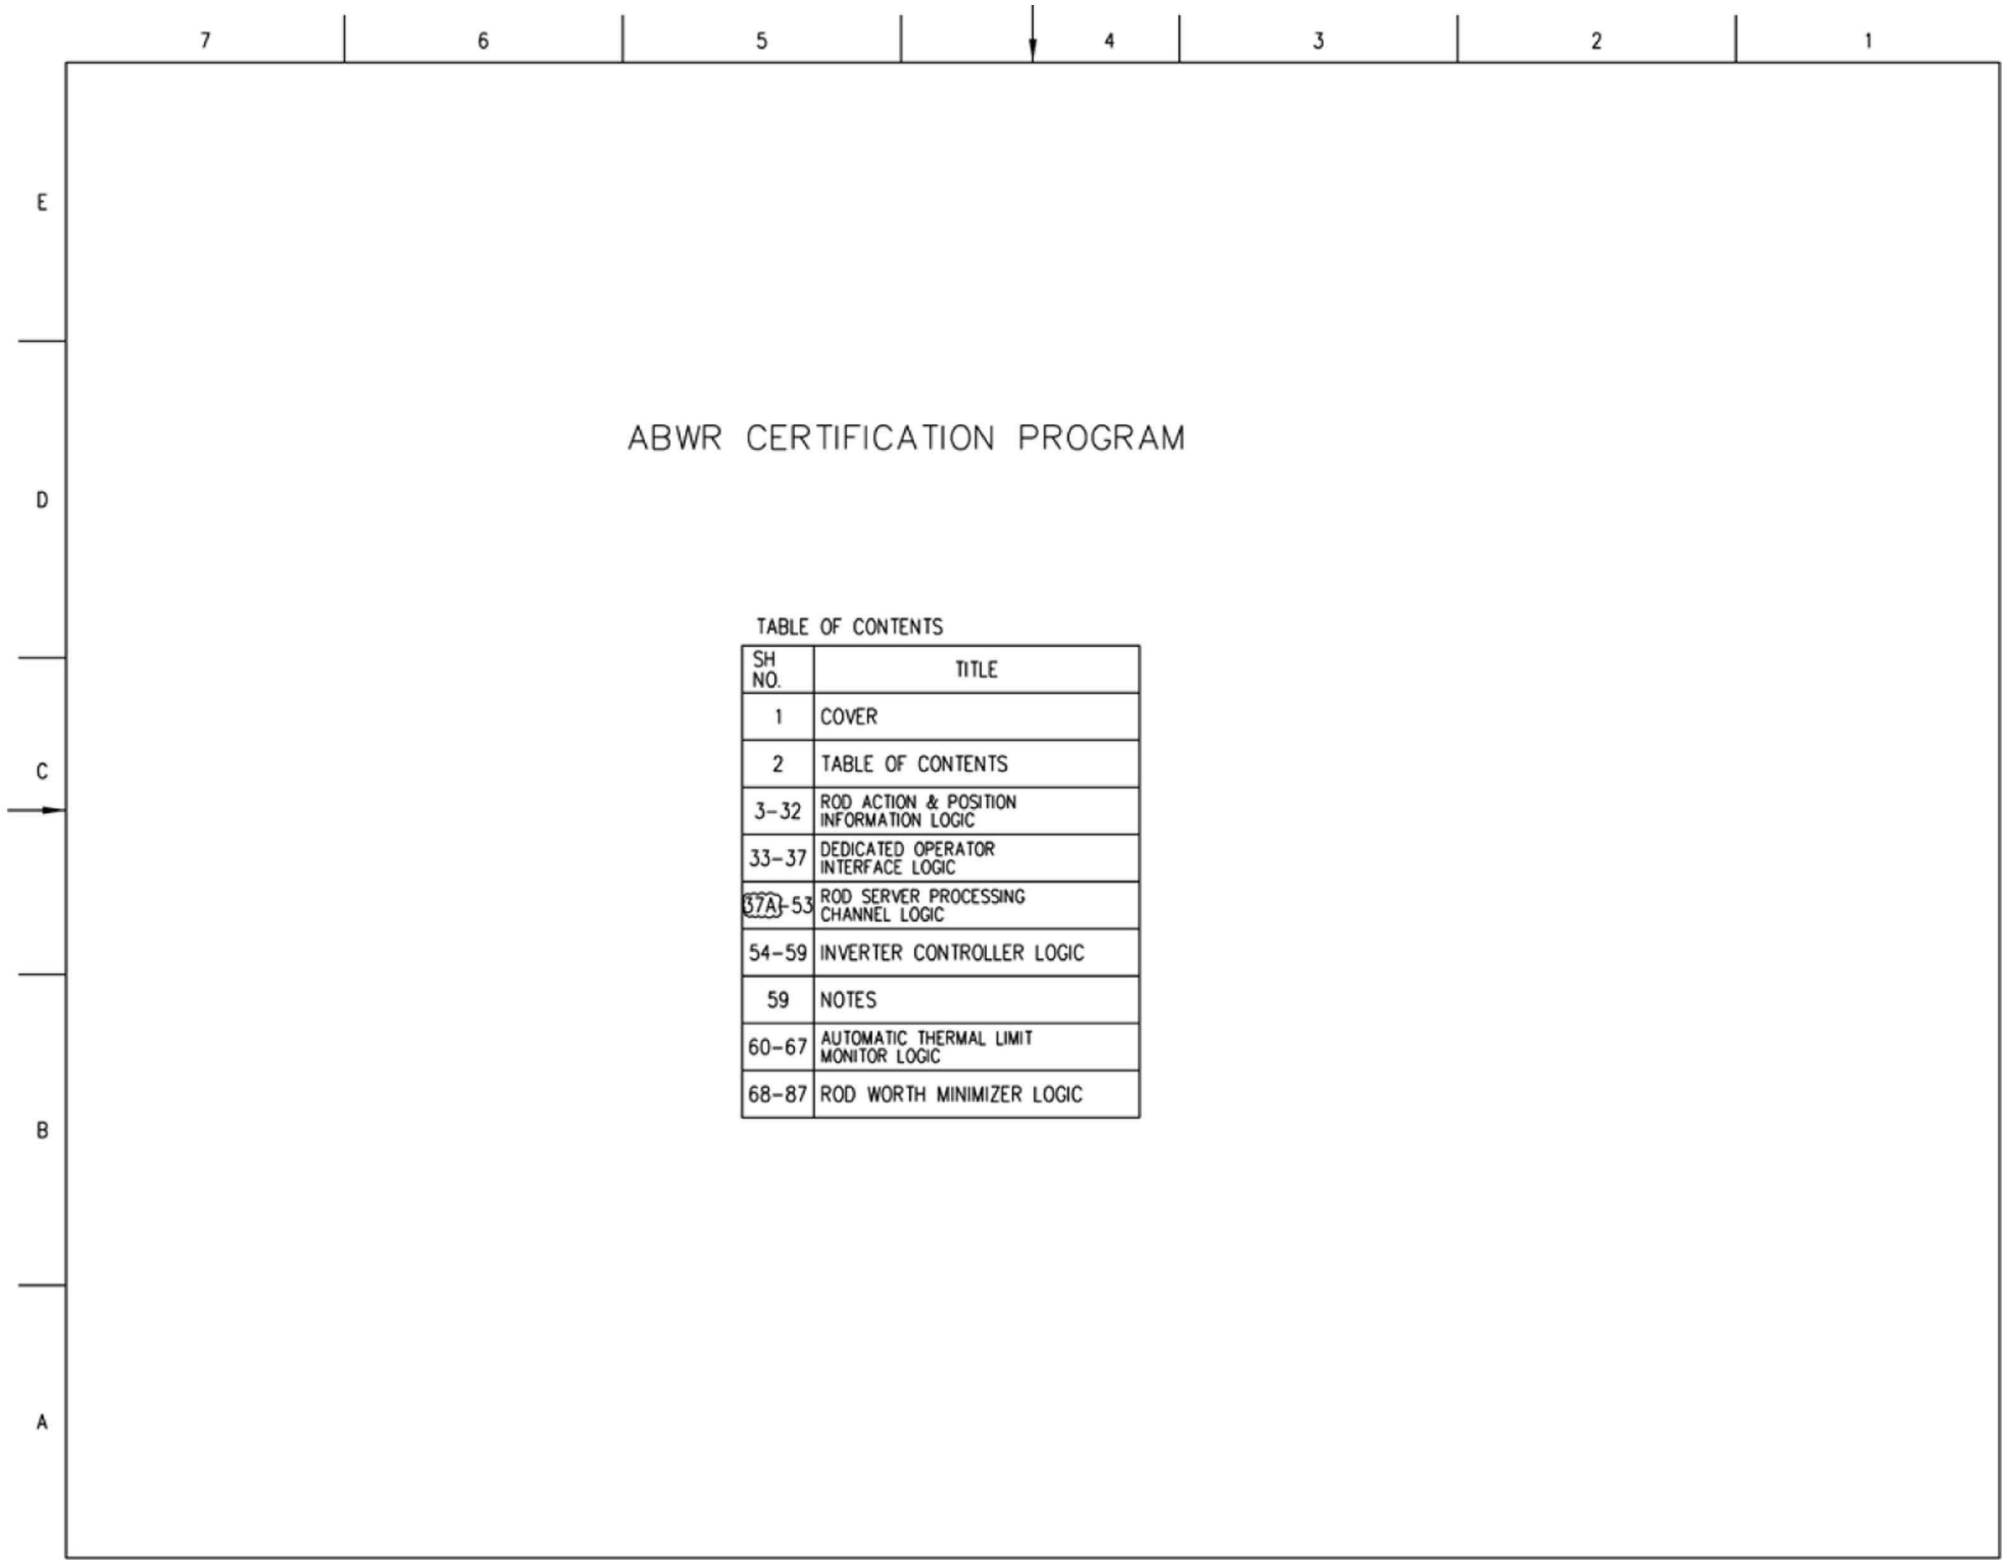 7 6 5 4 3 2 1
E
ABWR CERTIFICATION PROGRAM
D
TABLE OF CONTENTS
SH
NO.
TITLE
1 COVER
2 TABLE OF CONTENTS
C
3-32 ROD ACTION & POSITION
INFORMATION LOGIC
33-37 DEDICATED OPERATOR
INTERFACE LOGIC
37A-53 ROD SERVER PROCESSING
CHANNEL LOGIC
54-59 INVERTER CONTROLLER LOGIC
59 NOTES
60-67 AUTOMATIC THERMAL LIMIT
MONITOR LOGIC
68-87 ROD WORTH MINIMIZER LOGIC
B
A